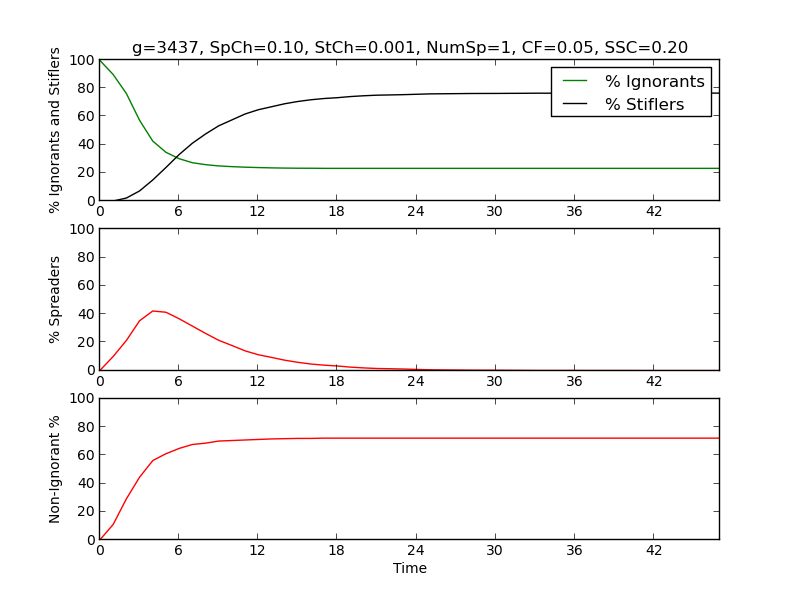 g=3437, SpCh=0.10, StCh=0.001, NumSp=1, CF=0.05, SSC=0.20
% Ignorants and Stiflers
100
80
60
40
20
0
% Ignorants
% Stiflers
0 6 12 18 24 30 36 42
% Spreaders
100
80
60
40
20
0
0 6 12 18 24 30 36 42
Non-Ignorant %
100
80
60
40
20
0
0 6 12 18 24 30 36 42
Time